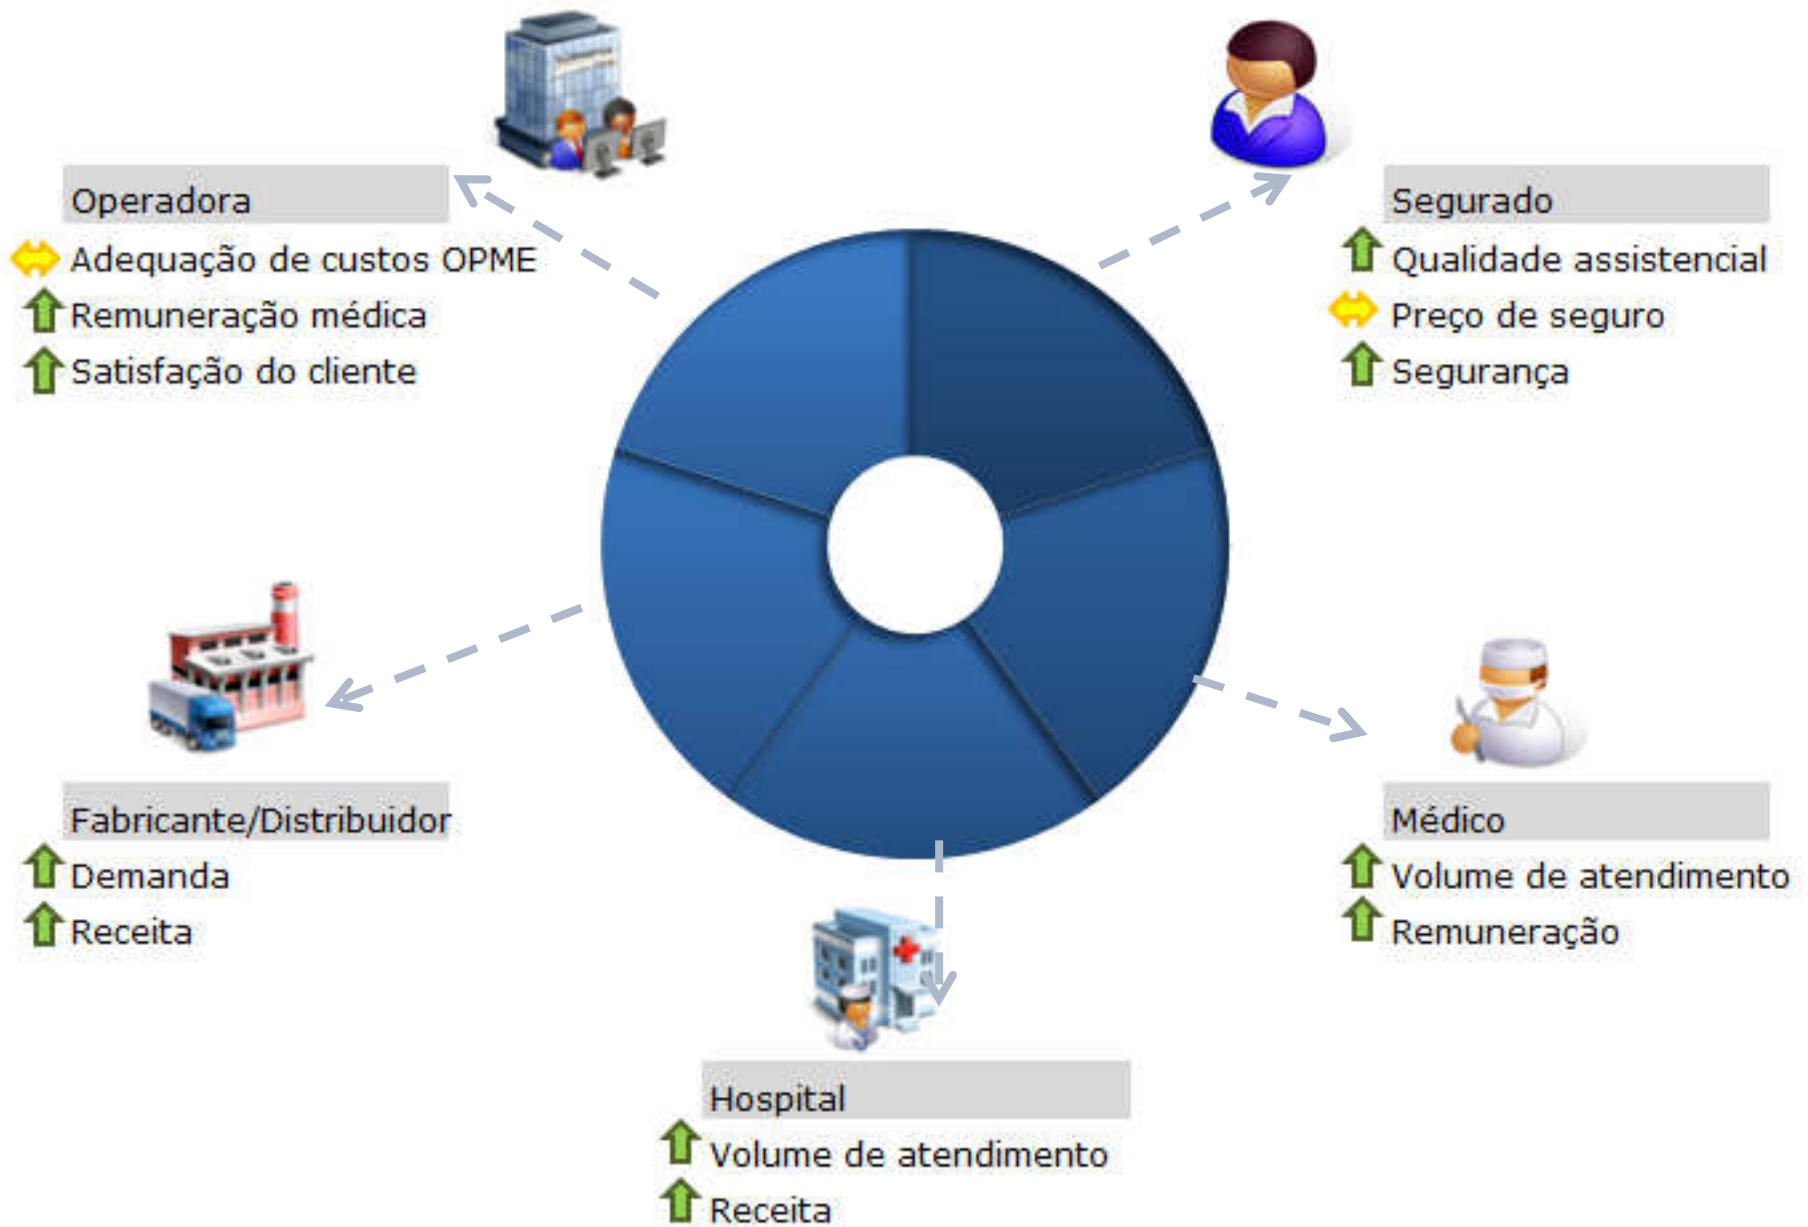 Operadora
Adequação de custos OPME
Remuneração médica
Satisfação do cliente
Segurado
Qualidade assistencial
Preço de seguro
Segurança
Fabricante/Distribuidor
Demanda
Receita
Médico
Volume de atendimento
Remuneração
Hospital
Volume de atendimento
Receita